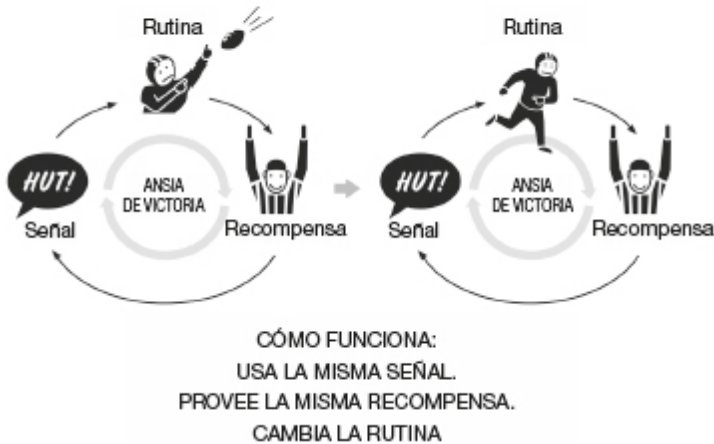 Rutina
HUT!
ANSIA
DE VICTORIA
Señal
Recompensa
Rutina
HUT!
ANSIA
DE VICTORIA
Señal
Recompensa
CÓMO FUNCIONA:
USA LA MISMA SEÑAL.
PROVEE LA MISMA RECOMPENSA.
CAMBIA LA RUTINA